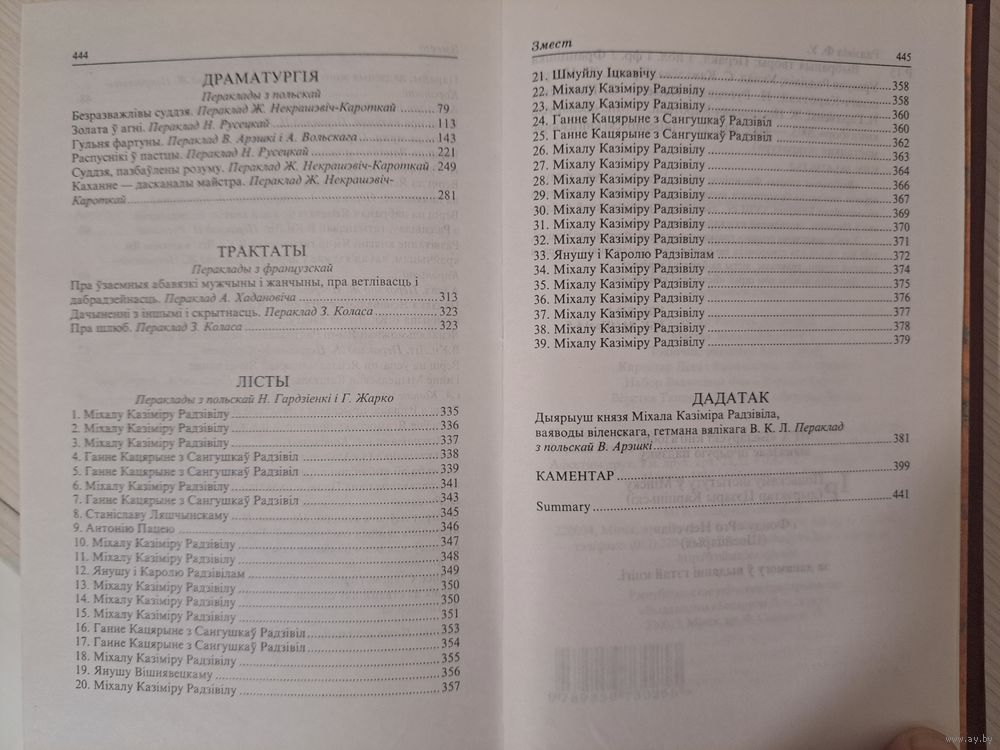 444
ДРАМАТУРГІЯ
Пераклады з польскай
Безразважлівы суддзя. Пераклад Ж. Некрашэвіч-Кароткай ........ 79
Золата ў агні. Пераклад Н. Русецкай ........ 113
Гульня фартуны. Пераклад В. Арэшкі і А. Вольскага ........ 143
Распуснікі ў пастцы. Пераклад Н. Русецкай ........ 221
Суддзя, пазбаўлены розуму. Пераклад Ж. Некрашэвіч-Кароткай . 249
Каханне — дасканалы майстра. Пераклад Ж. Некрашэвіч-
Кароткай ........ 281
ТРАКТАТЫ
Пераклады з французскай
Пра ўзаемныя абавязкі мужчыны і жанчыны, пра ветлівасць і
дабрадзейнасць. Пераклад А. Хадановіча ........ 313
Дачыненні з іншымі і скрытнасць. Пераклад З. Коласа ........ 323
Пра шлюб. Пераклад З. Коласа ........ 323
ЛІСТЫ
Пераклады з польскай Н. Гардзіенкі і Г. Жарко
1. Міхалу Казіміру Радзівілу ........ 335
2. Міхалу Казіміру Радзівілу ........ 336
3. Міхалу Казіміру Радзівілу ........ 337
4. Ганне Кацярыне з Сангушкаў Радзівіл ........ 338
5. Ганне Кацярыне з Сангушкаў Радзівіл ........ 339
6. Міхалу Казіміру Радзівілу ........ 341
7. Ганне Кацярыне з Сангушкаў Радзівіл ........ 343
8. Станіславу Ляшчынскаму ........ 345
9. Антонію Пацею ........ 346
10. Міхалу Казіміру Радзівілу ........ 347
11. Міхалу Казіміру Радзівілу ........ 348
12. Янушу і Каролю Радзівілам ........ 349
13. Міхалу Казіміру Радзівілу ........ 350
14. Міхалу Казіміру Радзівілу ........ 350
15. Міхалу Казіміру Радзівілу ........ 351
16. Ганне Кацярыне з Сангушкаў Радзівіл ........ 353
17. Ганне Кацярыне з Сангушкаў Радзівіл ........ 354
18. Міхалу Казіміру Радзівілу ........ 355
19. Янушу Вішнявецкаму ........ 356
20. Міхалу Казіміру Радзівілу ........ 357
Змест 445
21. Шмуйлу Іцкавічу ........ 358
22. Міхалу Казіміру Радзівілу ........ 358
23. Міхалу Казіміру Радзівілу ........ 360
24. Ганне Кацярыне з Сангушкаў Радзівіл ........ 360
25. Ганне Кацярыне з Сангушкаў Радзівіл ........ 362
26. Міхалу Казіміру Радзівілу ........ 363
27. Міхалу Казіміру Радзівілу ........ 364
28. Міхалу Казіміру Радзівілу ........ 366
29. Міхалу Казіміру Радзівілу ........ 367
30. Міхалу Казіміру Радзівілу ........ 369
31. Міхалу Казіміру Радзівілу ........ 370
32. Міхалу Казіміру Радзівілу ........ 371
33. Янушу і Каролю Радзівілам ........ 372
34. Міхалу Казіміру Радзівілу ........ 374
35. Міхалу Казіміру Радзівілу ........ 375
36. Міхалу Казіміру Радзівілу ........ 376
37. Міхалу Казіміру Радзівілу ........ 377
38. Міхалу Казіміру Радзівілу ........ 378
39. Міхалу Казіміру Радзівілу ........ 379
ДАДАТАК
Дыярыуш князя Міхала Казіміра Радзівіла,
ваяводы віленскага, гетмана вялікага В. К. Л. Пераклад
з польскай В. Арэшкі ........ 381
КАМЕНТАР ........ 399
Summary ........ 441
www.ay.by